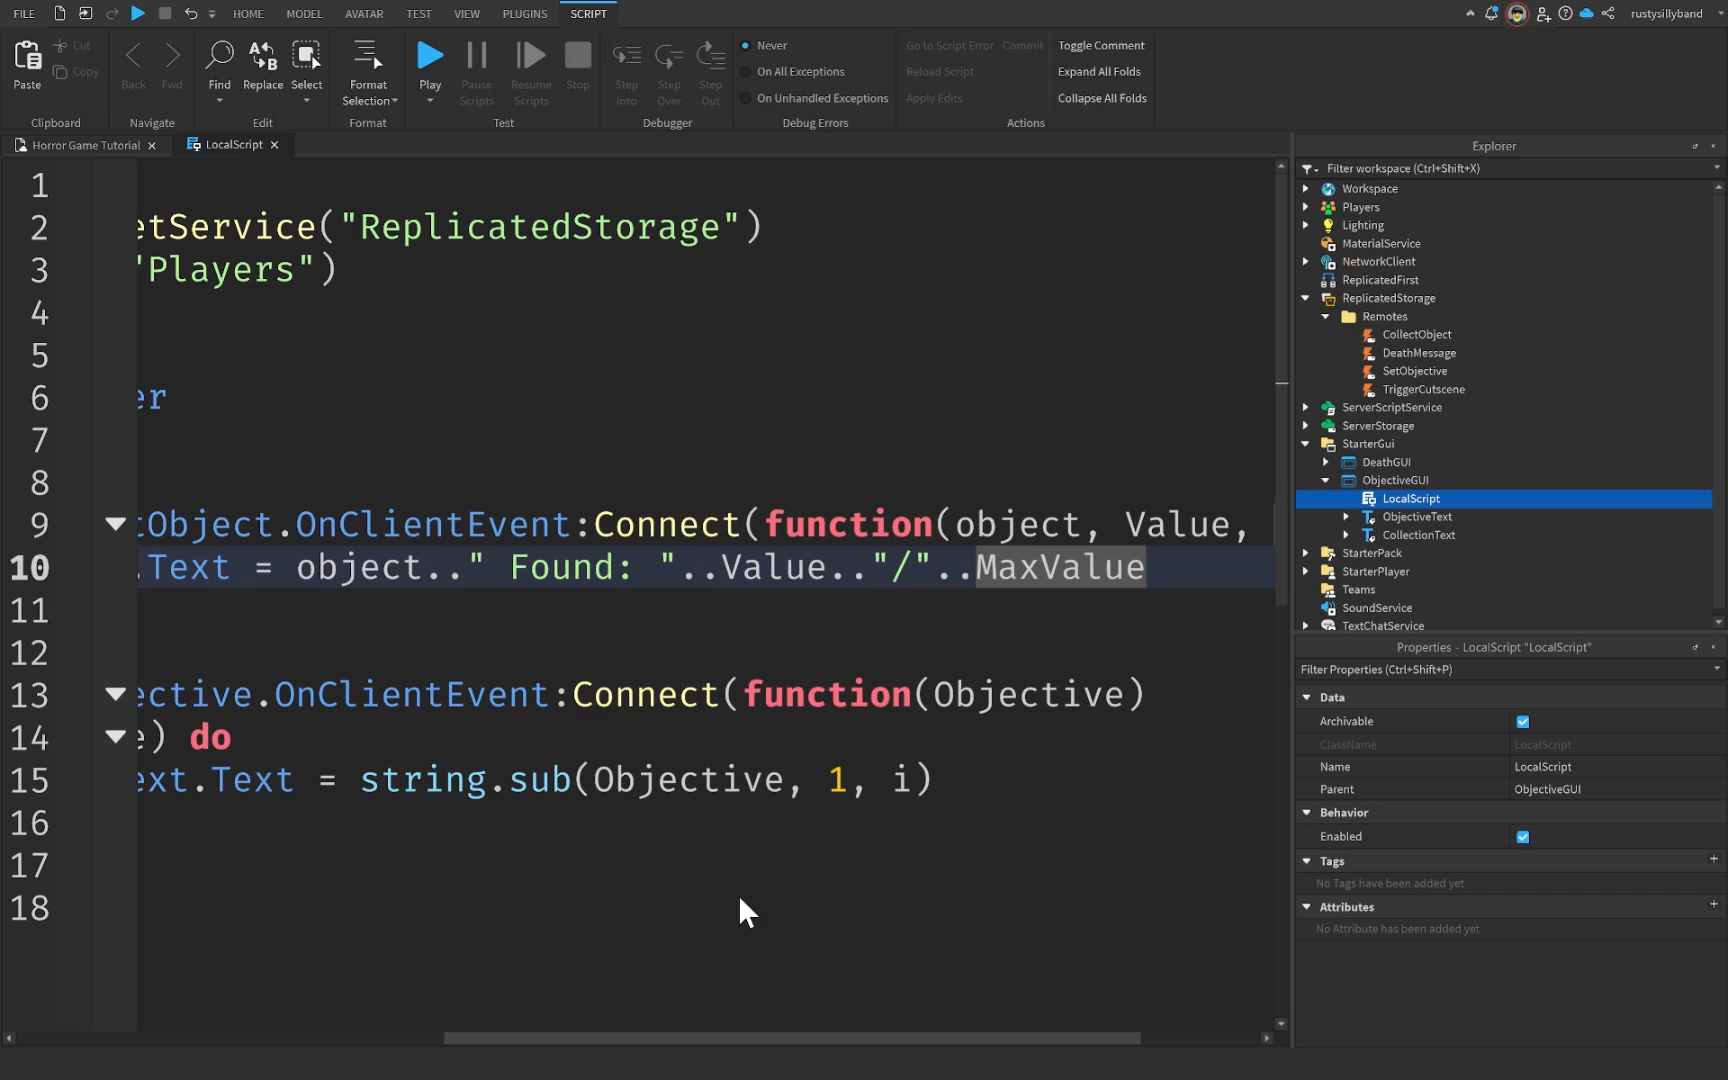 FILE HOME MODEL AVATAR TEST VIEW PLUGINS SCRIPT rustysillyband
Paste Cut Copy Clipboard
Back Fwd Navigate
Find Replace Select Edit
Format Selection Format
Play Pause Scripts Resume Scripts Stop Test
Step Into Step Over Step Out Debugger
Never
On All Exceptions
On Unhandled Exceptions
Debug Errors
Go to Script Error Commit Toggle Comment
Reload Script Expand All Folds
Apply Edits Collapse All Folds
Actions
Horror Game Tutorial LocalScript
1
2 etService("ReplicatedStorage")
3 "Players")
4
5
6 er
7
8
9 tObject.OnClientEvent:Connect(function(object, Value,
10 .Text = object.." Found: "..Value.."/"..MaxValue
11
12
13 ective.OnClientEvent:Connect(function(Objective)
14 e) do
15 ext.Text = string.sub(Objective, 1, i)
16
17
18
Explorer
Filter workspace (Ctrl+Shift+X)
Workspace
Players
Lighting
MaterialService
NetworkClient
ReplicatedFirst
ReplicatedStorage
Remotes
CollectObject
DeathMessage
SetObjective
TriggerCutscene
ServerScriptService
ServerStorage
StarterGui
DeathGUI
ObjectiveGUI
LocalScript
ObjectiveText
CollectionText
StarterPack
StarterPlayer
Teams
SoundService
TextChatService
Properties - LocalScript "LocalScript"
Filter Properties (Ctrl+Shift+P)
Data
Archivable
ClassName LocalScript
Name LocalScript
Parent ObjectiveGUI
Behavior
Enabled
Tags
No Tags have been added yet
Attributes
No Attribute has been added yet